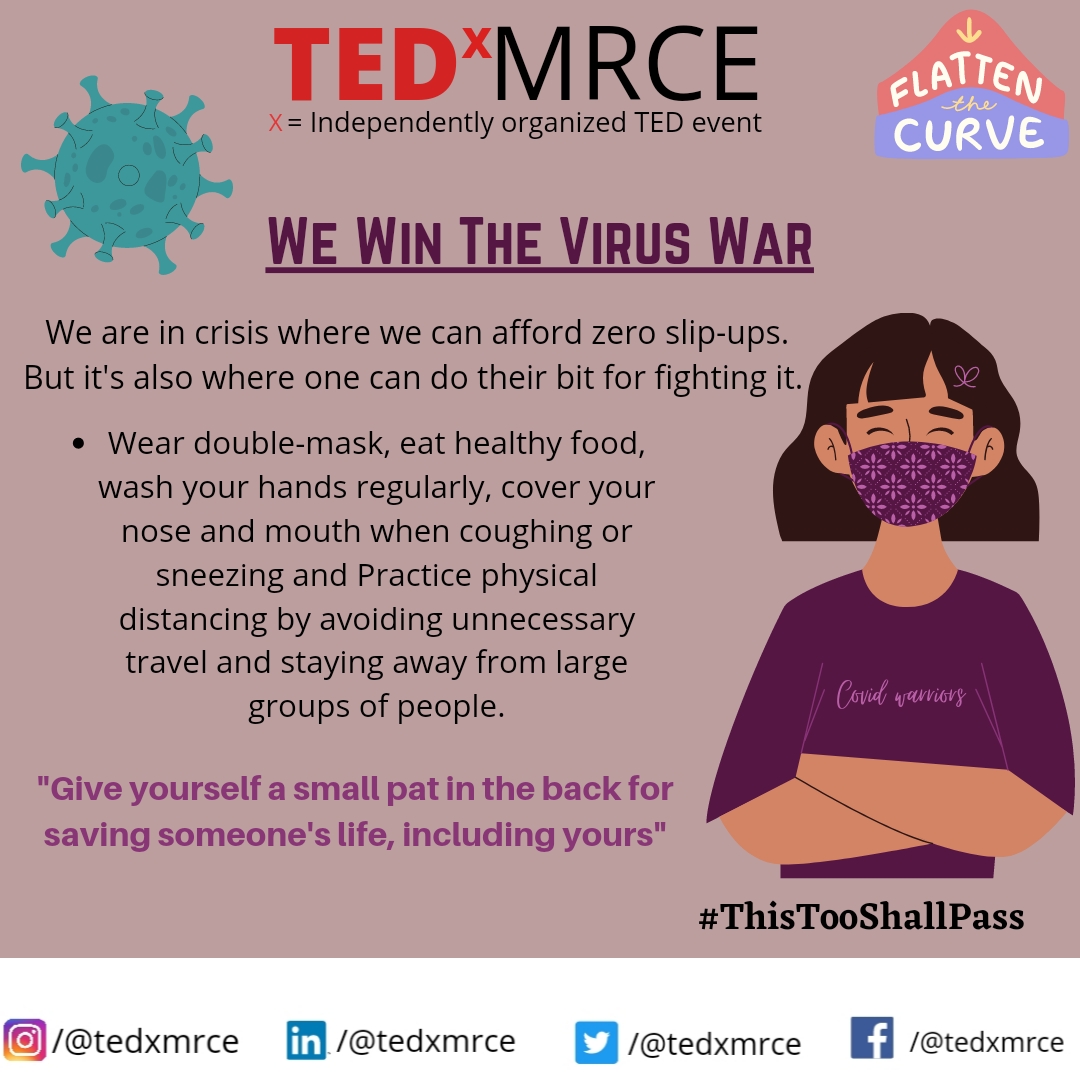 TEDxMRCE
X = Independently organized TED event
FLATTEN
the
CURVE
We Win The Virus War
We are in crisis where we can afford zero slip-ups.
But it's also where one can do their bit for fighting it.
• Wear double-mask, eat healthy food,
wash your hands regularly, cover your
nose and mouth when coughing or
sneezing and Practice physical
distancing by avoiding unnecessary
travel and staying away from large
groups of people.
Covid warriors
"Give yourself a small pat in the back for
saving someone's life, including yours"
#ThisTooShallPass
/@tedxmrce
/@tedxmrce
/@tedxmrce
/@tedxmrce